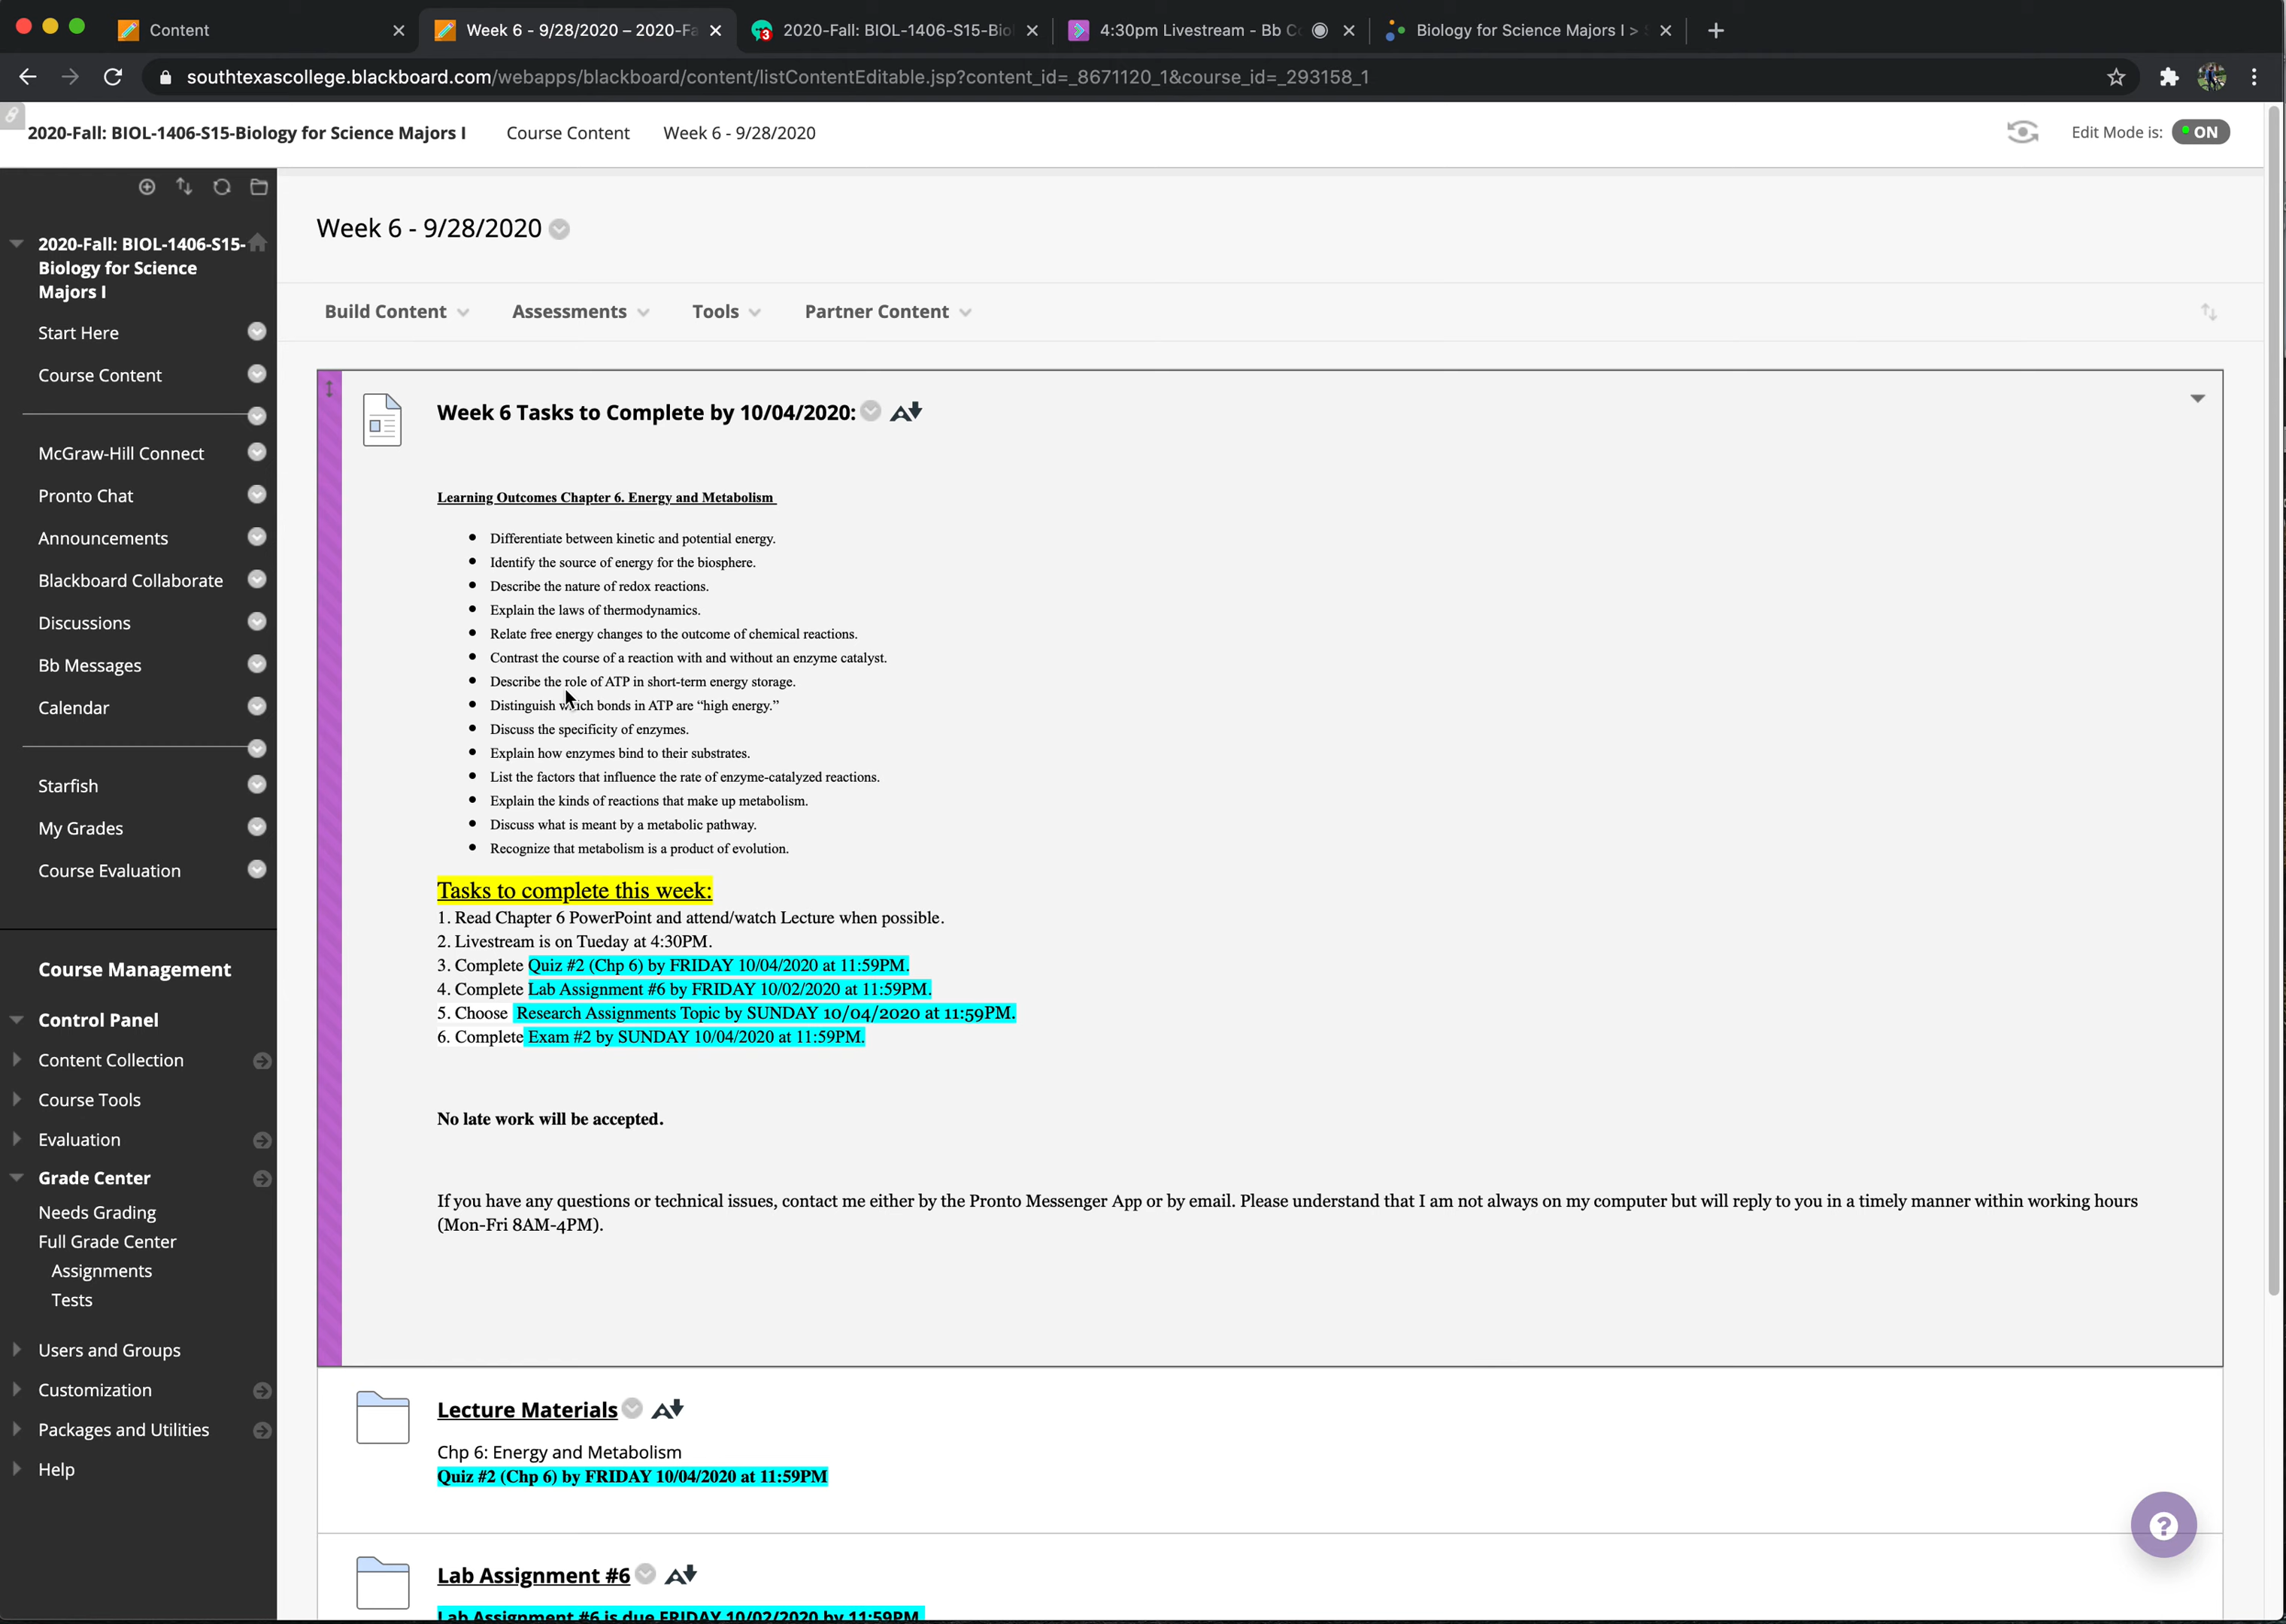 Content
Week 6 - 9/28/2020 – 2020-Fa
3
2020-Fall: BIOL-1406-S15-Bio
4:30pm Livestream - Bb Co
Biology for Science Majors I >
southtexascollege.blackboard.com/webapps/blackboard/content/listContentEditable.jsp?content_id=_8671120_1&course_id=_293158_1
2020-Fall: BIOL-1406-S15-Biology for Science Majors I
Course Content
Week 6 - 9/28/2020
Edit Mode is:
ON
2020-Fall: BIOL-1406-S15-
Biology for Science
Majors I
Start Here
Course Content
McGraw-Hill Connect
Pronto Chat
Announcements
Blackboard Collaborate
Discussions
Bb Messages
Calendar
Starfish
My Grades
Course Evaluation
Course Management
Control Panel
Content Collection
Course Tools
Evaluation
Grade Center
Needs Grading
Full Grade Center
Assignments
Tests
Users and Groups
Customization
Packages and Utilities
Help
Week 6 - 9/28/2020
Build Content
Assessments
Tools
Partner Content
Week 6 Tasks to Complete by 10/04/2020:
Learning Outcomes Chapter 6. Energy and Metabolism
Differentiate between kinetic and potential energy.
Identify the source of energy for the biosphere.
Describe the nature of redox reactions.
Explain the laws of thermodynamics.
Relate free energy changes to the outcome of chemical reactions.
Contrast the course of a reaction with and without an enzyme catalyst.
Describe the role of ATP in short-term energy storage.
Distinguish which bonds in ATP are “high energy.”
Discuss the specificity of enzymes.
Explain how enzymes bind to their substrates.
List the factors that influence the rate of enzyme-catalyzed reactions.
Explain the kinds of reactions that make up metabolism.
Discuss what is meant by a metabolic pathway.
Recognize that metabolism is a product of evolution.
Tasks to complete this week:
1. Read Chapter 6 PowerPoint and attend/watch Lecture when possible.
2. Livestream is on Tueday at 4:30PM.
3. Complete Quiz #2 (Chp 6) by FRIDAY 10/04/2020 at 11:59PM.
4. Complete Lab Assignment #6 by FRIDAY 10/02/2020 at 11:59PM.
5. Choose Research Assignments Topic by SUNDAY 10/04/2020 at 11:59PM.
6. Complete Exam #2 by SUNDAY 10/04/2020 at 11:59PM.
No late work will be accepted.
If you have any questions or technical issues, contact me either by the Pronto Messenger App or by email. Please understand that I am not always on my computer but will reply to you in a timely manner within working hours
(Mon-Fri 8AM-4PM).
Lecture Materials
Chp 6: Energy and Metabolism
Quiz #2 (Chp 6) by FRIDAY 10/04/2020 at 11:59PM
Lab Assignment #6
Lab Assignment #6 is due FRIDAY 10/02/2020 by 11:59PM